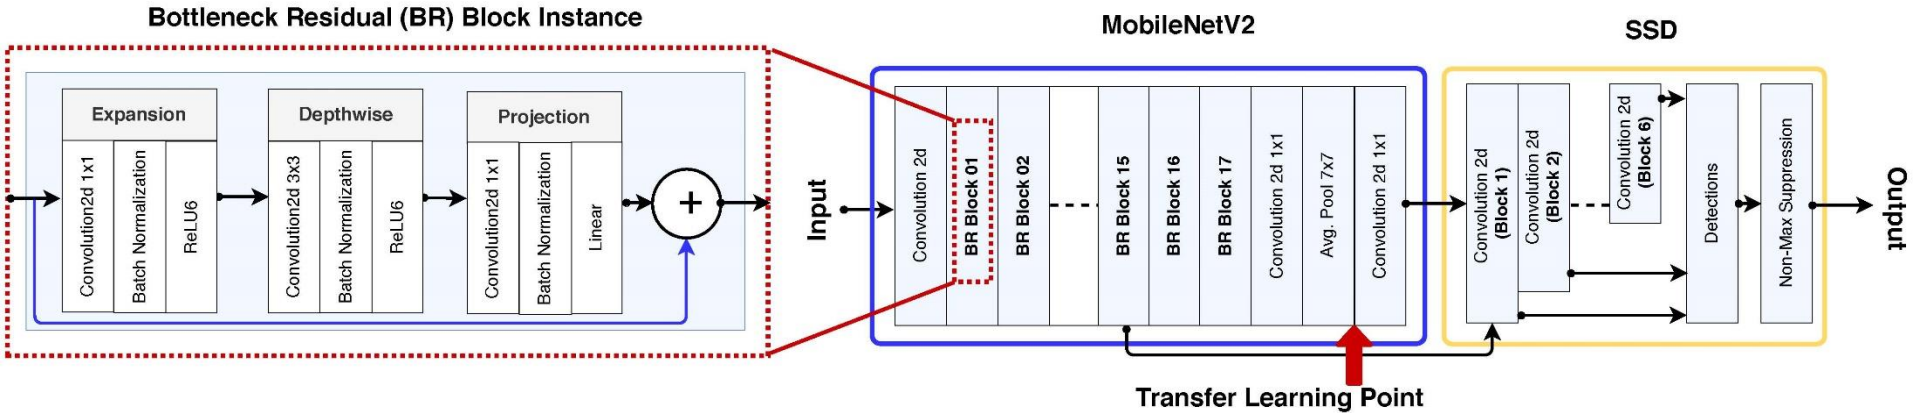 Bottleneck Residual (BR) Block Instance
Expansion
Convolution2d 1x1
Batch Normalization
ReLU6
Depthwise
Convolution2d 3x3
Batch Normalization
ReLU6
Projection
Convolution2d 1x1
Batch Normalization
Linear
+
MobileNetV2
Input
Convolution 2d
BR Block 01
BR Block 02
BR Block 15
BR Block 16
BR Block 17
Convolution 2d 1x1
Avg. Pool 7x7
Convolution 2d 1x1
Transfer Learning Point
SSD
Convolution 2d
(Block 1)
Convolution 2d
(Block 2)
Convolution 2d
(Block 6)
Detections
Non-Max Suppression
Output